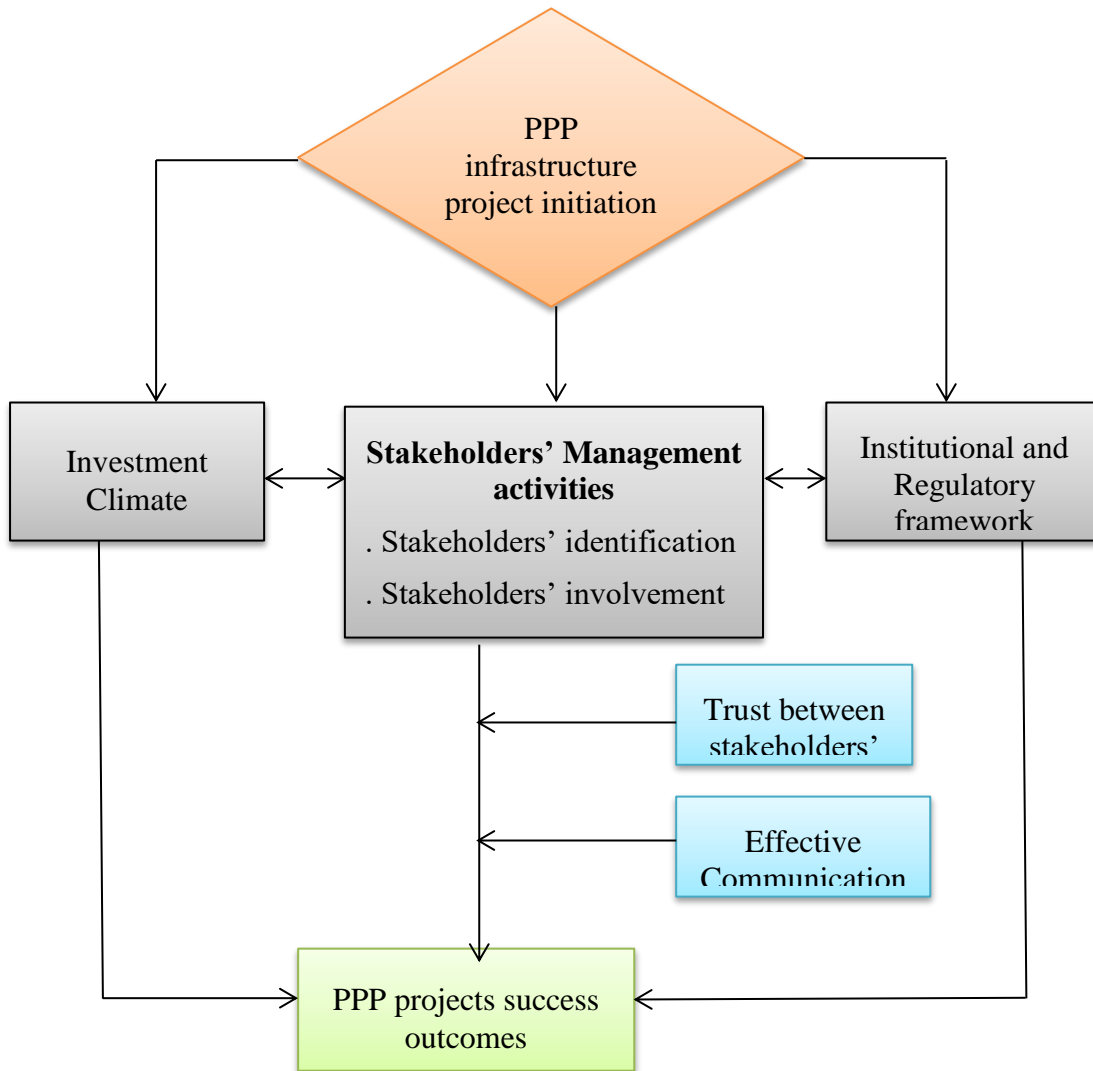 PPP
infrastructure
project initiation
Investment
Climate
Stakeholders’ Management
activities
. Stakeholders’ identification
. Stakeholders’ involvement
Institutional and
Regulatory
framework
Trust between
stakeholders’
Effective
Communication
PPP projects success
outcomes